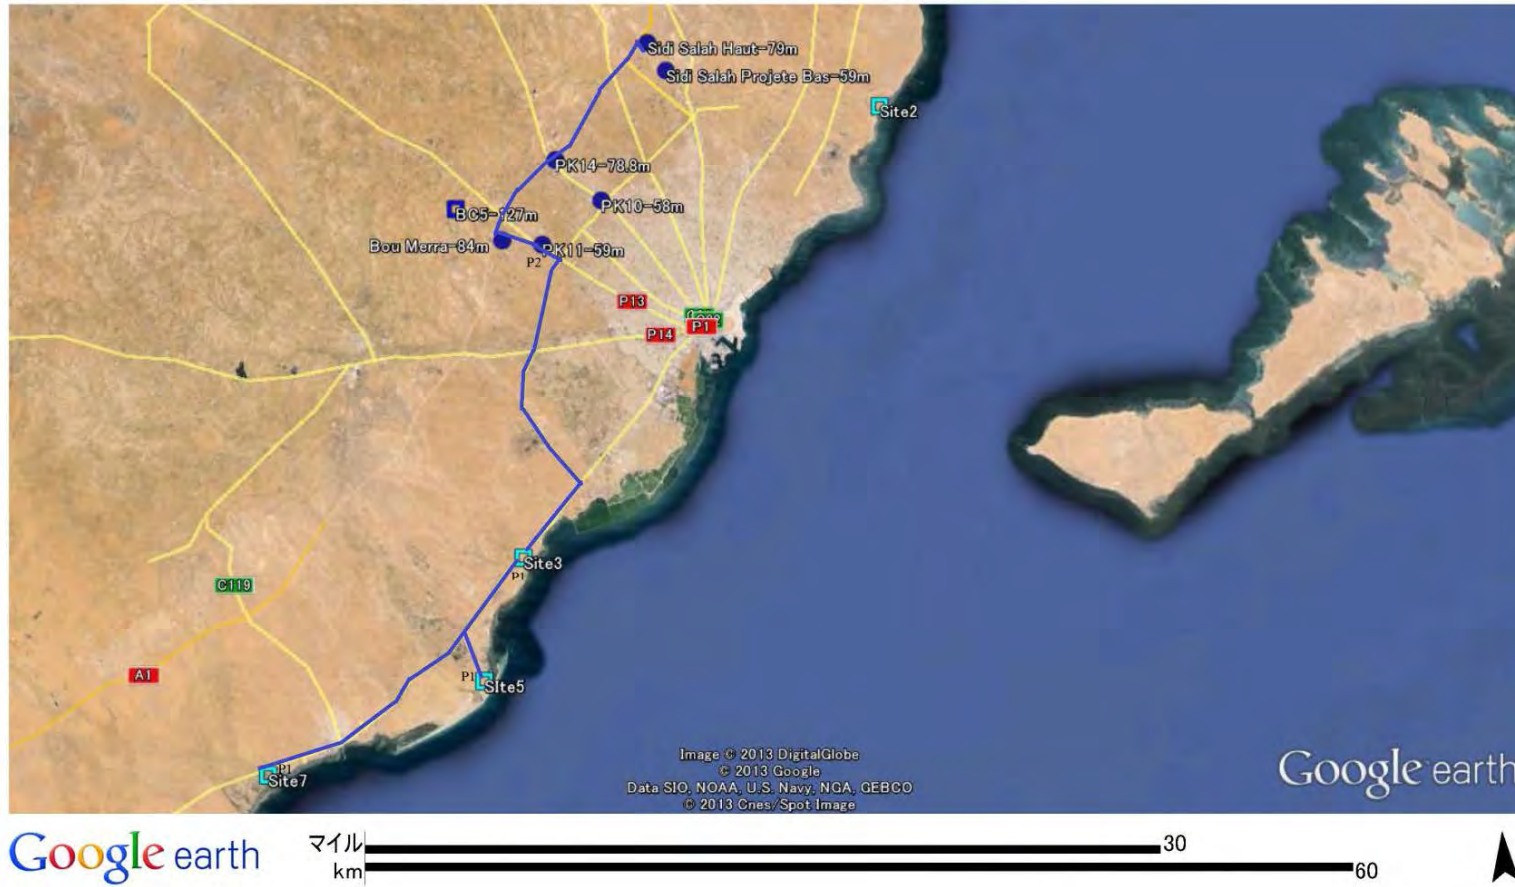 Sidi Salah Haut-79m
Sidi Salah Projete Bas-59m
Site2
PK14-78.8m
PK10-58m
BC5-127m
Bou Merra-84m
PK11-59m
P2
P13
P1
P14
Site3
P1
C119
A1
P1
SIte5
P1
Site7
Image © 2013 DigitalGlobe
© 2013 Google
Data SIO, NOAA, U.S. Navy, NGA, GEBCO
© 2013 Cnes/Spot Image
Google earth
Google earth
マイル
30
km
60